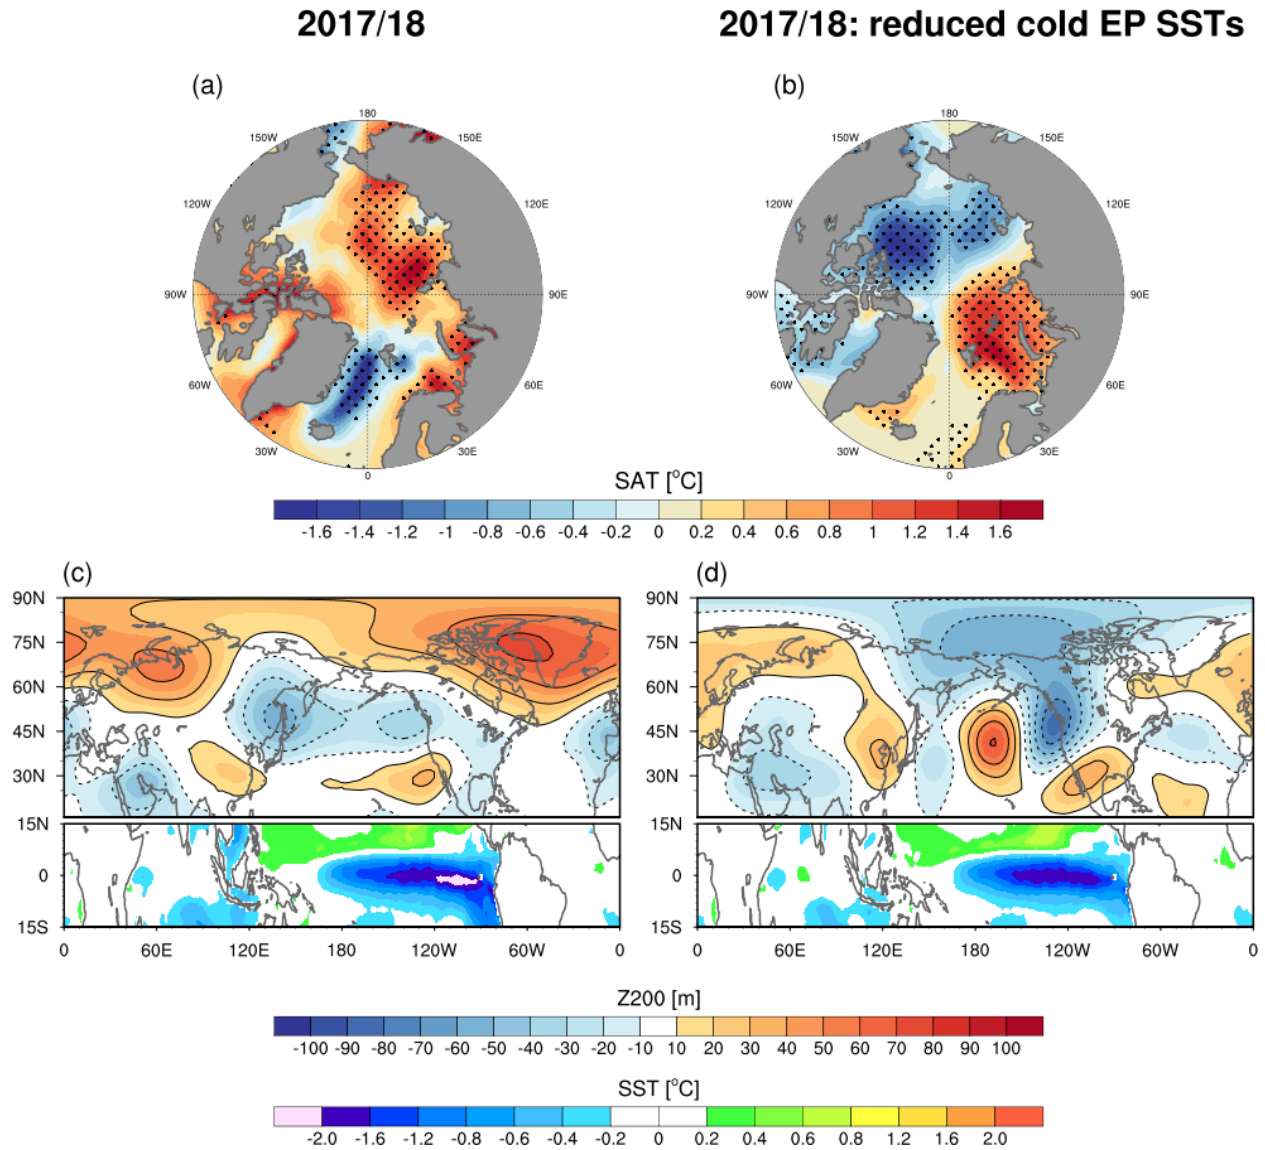 2017/18
2017/18: reduced cold EP SSTs
(a)
(b)
180
150W
150E
120W
120E
90W
90E
60W
60E
30W
30E
0
180
150W
150E
120W
120E
90W
90E
60W
60E
30W
30E
0
SAT [°C]
-1.6 -1.4 -1.2 -1 -0.8 -0.6 -0.4 -0.2 0 0.2 0.4 0.6 0.8 1 1.2 1.4 1.6
(c)
(d)
90N
75N
60N
45N
30N
15N
0
15S
0 60E 120E 180 120W 60W 0
90N
75N
60N
45N
30N
15N
0
15S
0 60E 120E 180 120W 60W 0
Z200 [m]
-100 -90 -80 -70 -60 -50 -40 -30 -20 -10 10 20 30 40 50 60 70 80 90 100
SST [°C]
-2.0 -1.6 -1.2 -0.8 -0.6 -0.4 -0.2 0 0.2 0.4 0.6 0.8 1.2 1.6 2.0